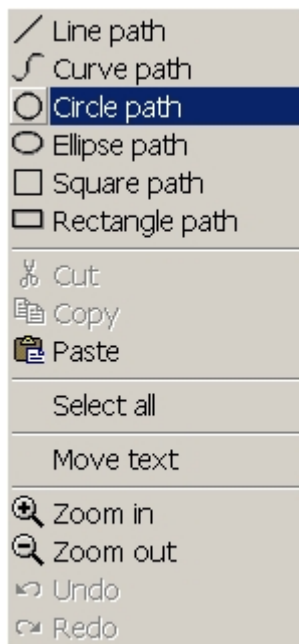 Line path
Curve path
Circle path
Ellipse path
Square path
Rectangle path
Cut
Copy
Paste
Select all
Move text
Zoom in
Zoom out
Undo
Redo